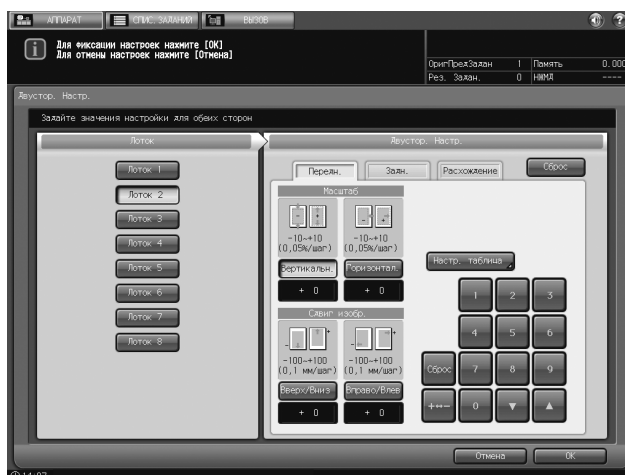 АППАРАТ
СПИС. ЗАДАНИЙ
ВЫЗОВ
Для фиксации настроек нажмите [OK]
Для отмены настроек нажмите [Отмена]
ОригПредЗадан 1 Память 0.000
Рез. Задан. 0 НЖМД ----
Двустор. Настр.
Задайте значения настройки для обеих сторон
Лоток
Лоток 1
Лоток 2
Лоток 3
Лоток 4
Лоток 5
Лоток 6
Лоток 7
Лоток 8
Двустор. Настр.
Передн. Задн. Расхождение Сброс
Масштаб
-10~+10 -10~+10
(0,05%/шаг) (0,05%/шаг)
Вертикальн. Горизонтал.
+ 0 + 0
Сдвиг изобр.
-100~+100 -100~+100
(0,1 мм/шаг) (0,1 мм/шаг)
Вверх/Вниз Вправо/Влев
+ 0 + 0
Настр. таблица
1 2 3
4 5 6
Сброс 7 8 9
+↔- 0 ▼ ▲
Отмена OK